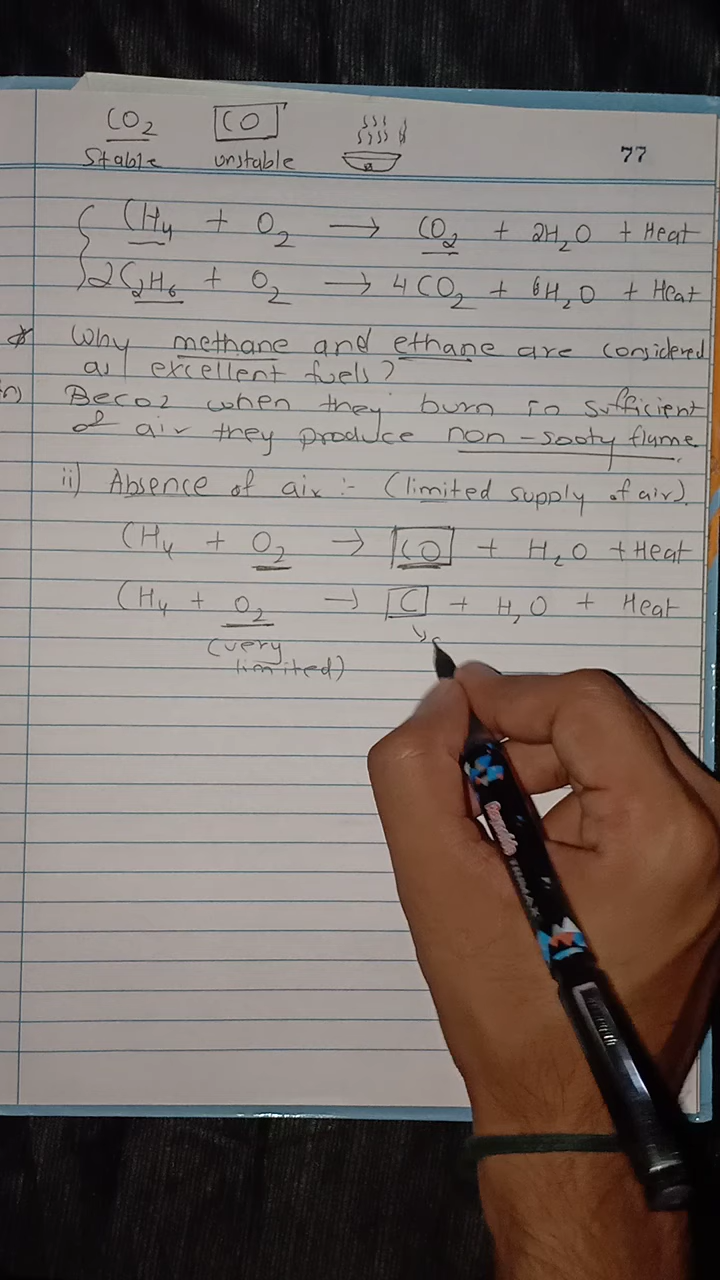 CO₂ CO
Stable unstable 77
CH₄ + O₂ → CO₂ + 2H₂O + Heat
2C₂H₆ + O₂ → 4CO₂ + 6H₂O + Heat
* Why methane and ethane are considered
as excellent fuels?
Becoz when they burn in sufficient
of air they produce non-sooty flame.
ii) Absence of air :- (limited supply of air).
CH₄ + O₂ → CO + H₂O + Heat
CH₄ + O₂ → C + H₂O + Heat
(very
limited)